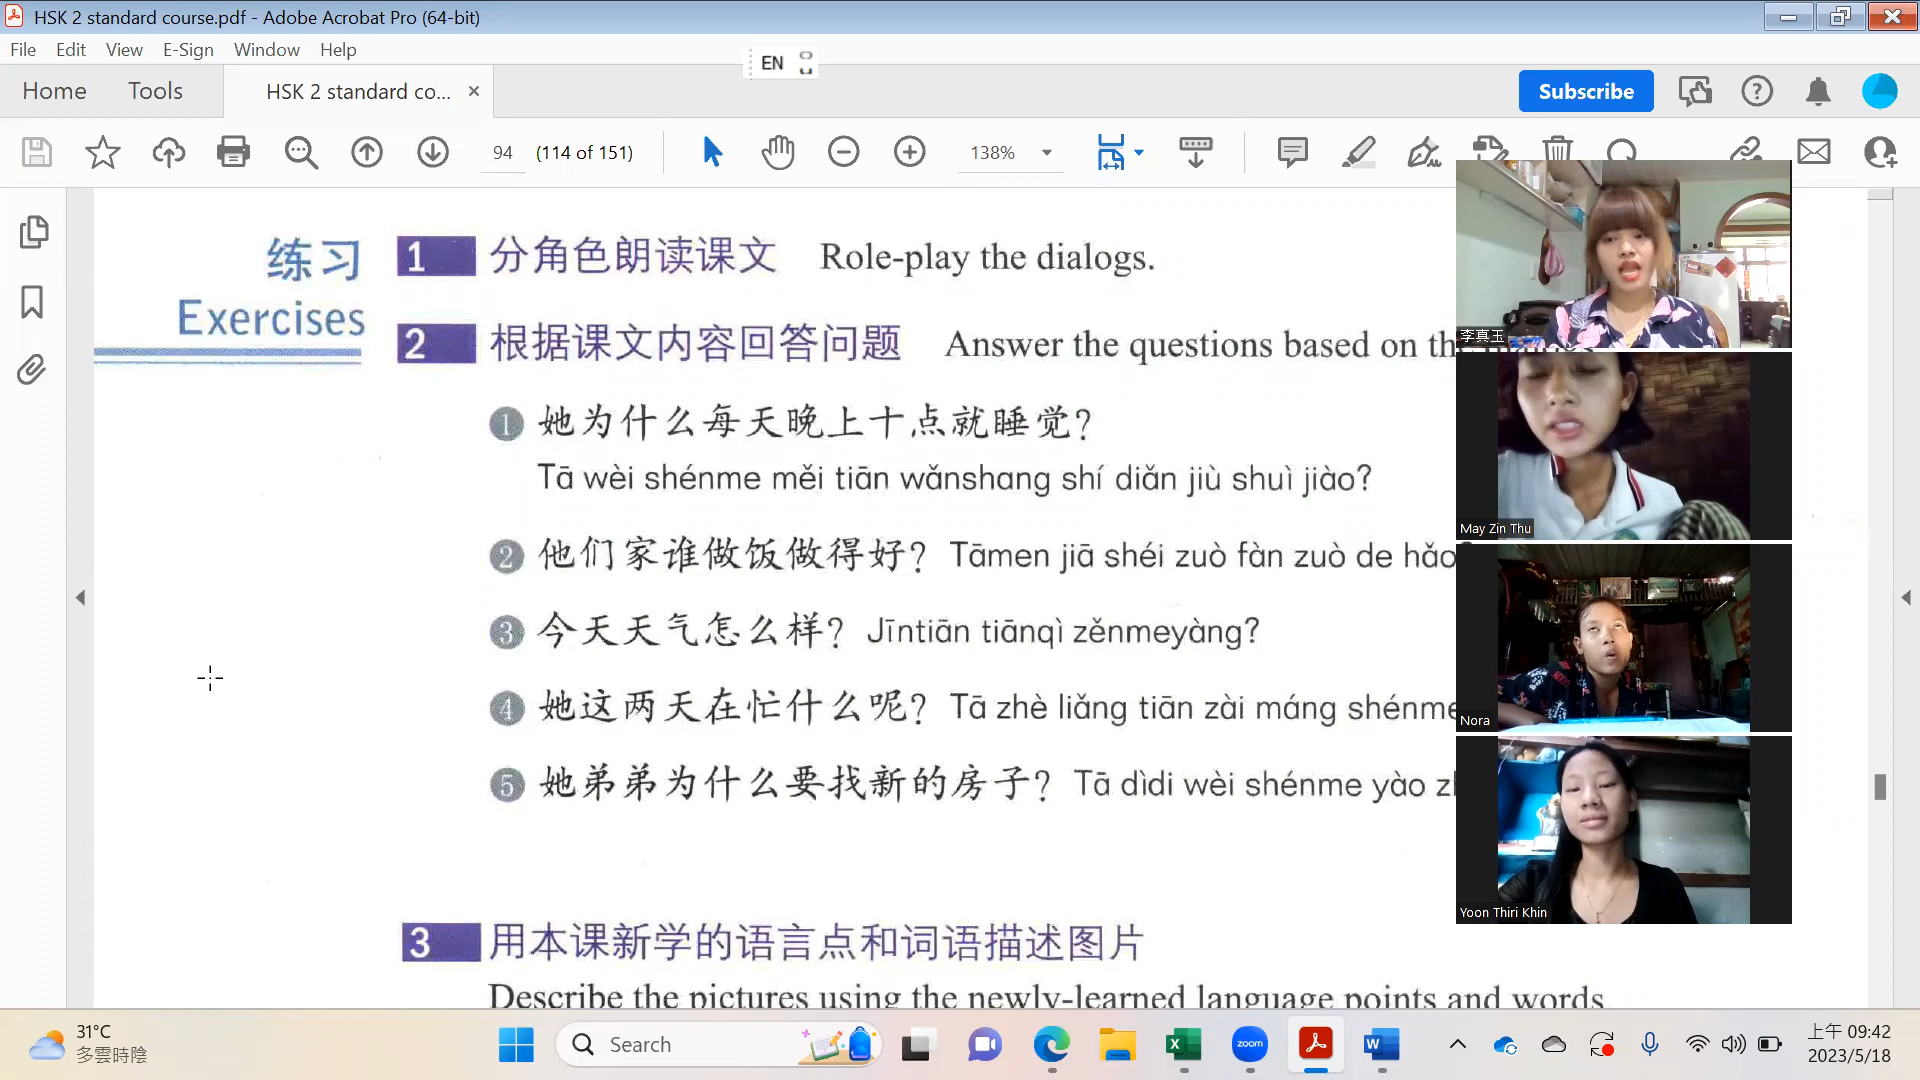 HSK 2 standard course.pdf - Adobe Acrobat Pro (64-bit)
File Edit View E-Sign Window Help
EN
Home Tools HSK 2 standard co... ×
Subscribe
94 (114 of 151) 138%
练习 1 分角色朗读课文 Role-play the dialogs.
Exercises
2 根据课文内容回答问题 Answer the questions based on the
1 她为什么每天晚上十点就睡觉?
Tā wèi shénme měi tiān wǎnshang shí diǎn jiù shuì jiào?
2 他们家谁做饭做得好? Tāmen jiā shéi zuò fàn zuò de hǎo
3 今天天气怎么样? Jīntiān tiānqì zěnmeyàng?
4 她这两天在忙什么呢? Tā zhè liǎng tiān zài máng shénme
5 她弟弟为什么要找新的房子? Tā dìdi wèi shénme yào
3 用本课新学的语言点和词语描述图片
Describe the pictures using the newly-learned language points and words.
李真玉
May Zin Thu
Nora
Yoon Thiri Khin
31°C
多雲時陰
Search
zoom
上午 09:42
2023/5/18